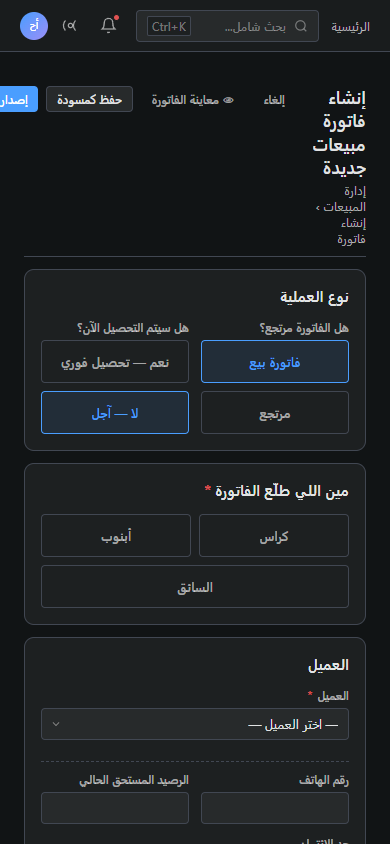 الرئيسية
بحث شامل... Ctrl+K
أج
إنشاء
فاتورة
مبيعات
جديدة
إدارة
المبيعات ›
إنشاء
فاتورة
إلغاء
معاينة الفاتورة
حفظ كمسودة
نوع العملية
هل الفاتورة مرتجع؟ هل سيتم التحصيل الآن؟
فاتورة بيع نعم — تحصيل فوري
مرتجع لا — آجل
مين اللي طلّع الفاتورة *
كراس أبنوب
السائق
العميل
العميل *
— اختر العميل —
رقم الهاتف الرصيد المستحق الحالي